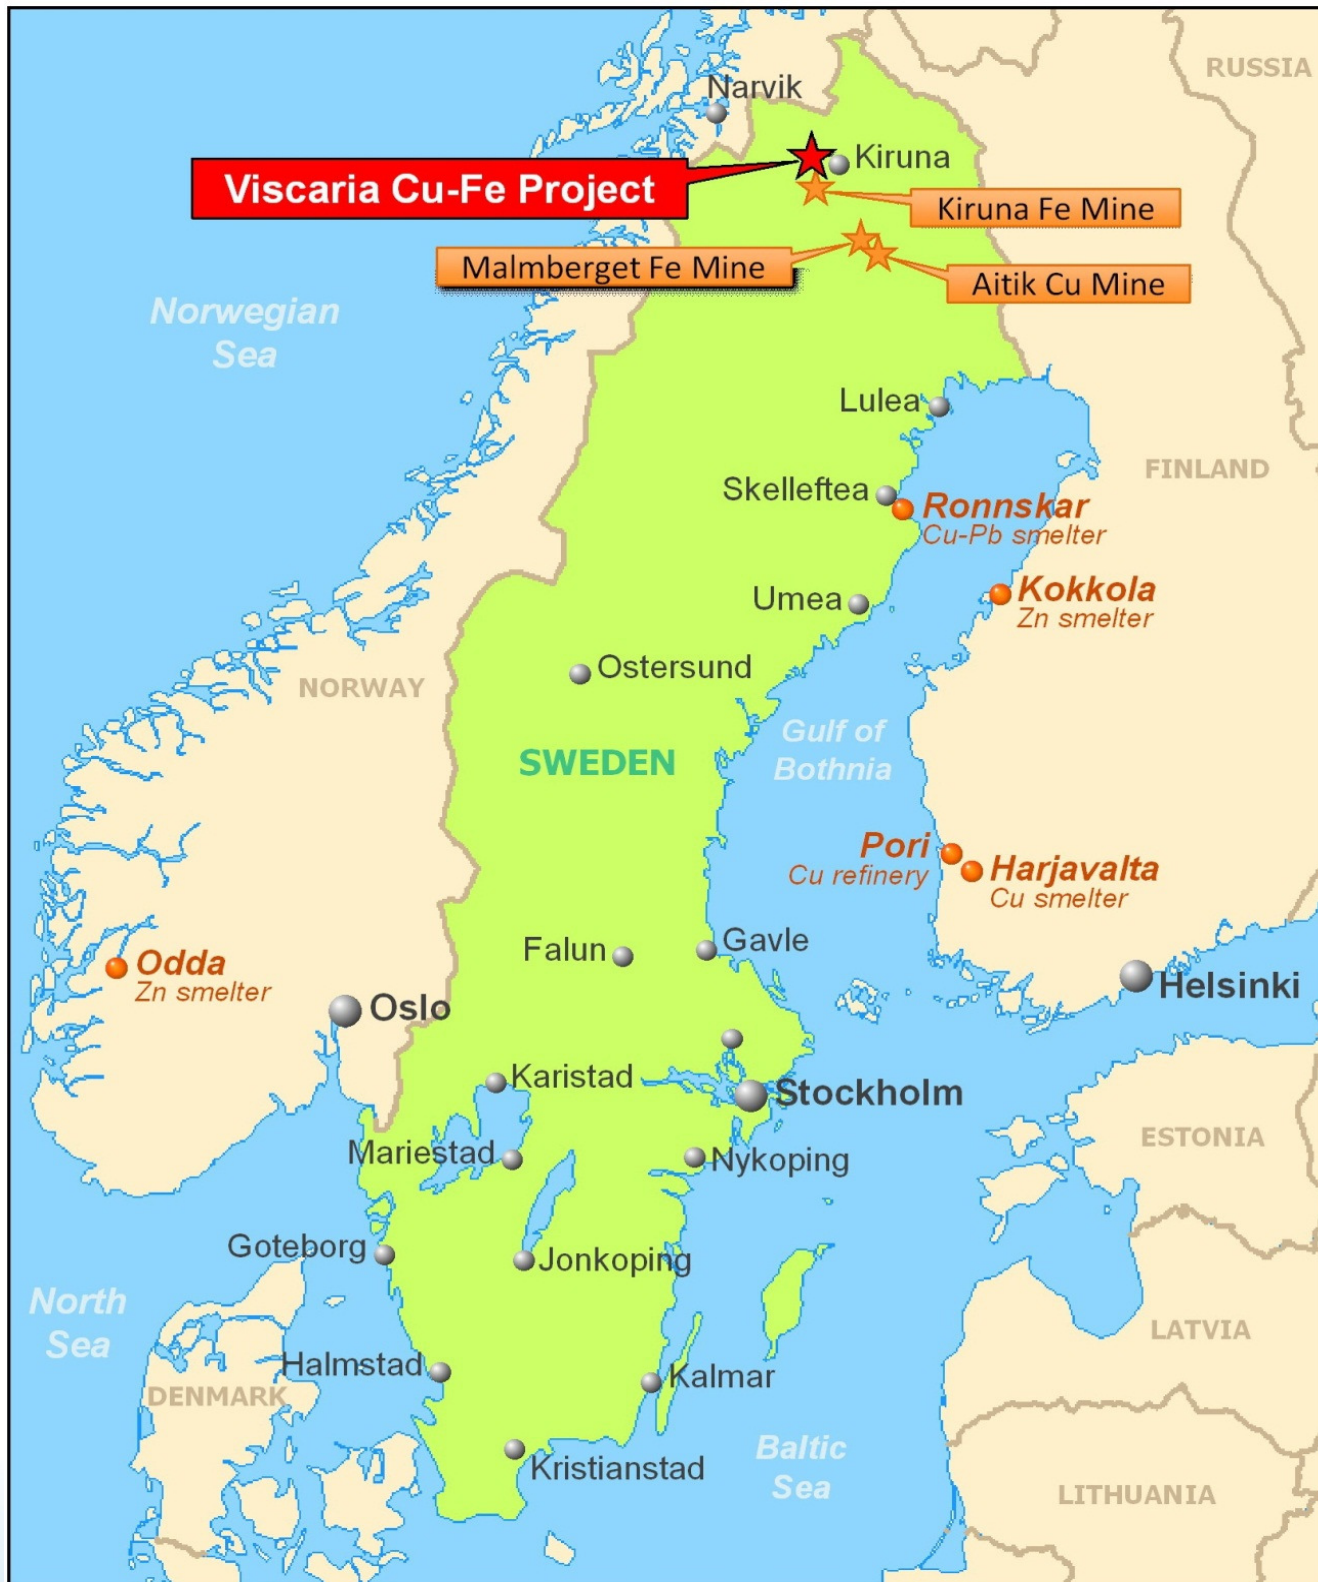 RUSSIA
Narvik
Kiruna
Viscaria Cu-Fe Project
Kiruna Fe Mine
Malmberget Fe Mine
Aitik Cu Mine
Norwegian
Sea
Lulea
FINLAND
Skelleftea
Ronnskar
Cu-Pb smelter
Kokkola
Zn smelter
Umea
Ostersund
NORWAY
Gulf of
Bothnia
SWEDEN
Pori
Cu refinery
Harjavalta
Cu smelter
Falun
Gavle
Odda
Zn smelter
Oslo
Helsinki
Karistad
Stockholm
Mariestad
Nykoping
ESTONIA
Goteborg
Jonkoping
North
Sea
LATVIA
Halmstad
Kalmar
DENMARK
Baltic
Sea
Kristianstad
LITHUANIA